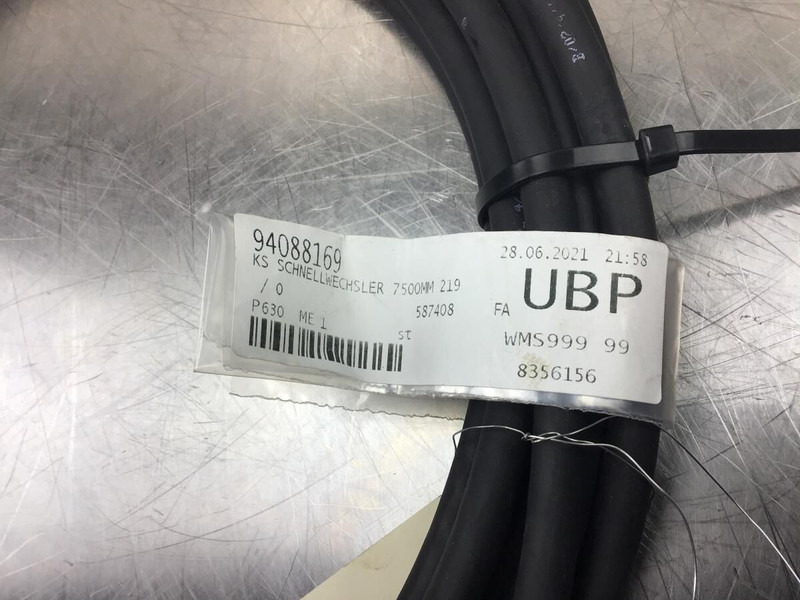 94088169
KS SCHNELLWECHSLER 7500MM 219
/ 0
587408
P630 ME 1
st
28.06.2021 21:58
FA UBP
WMS999 99
8356156